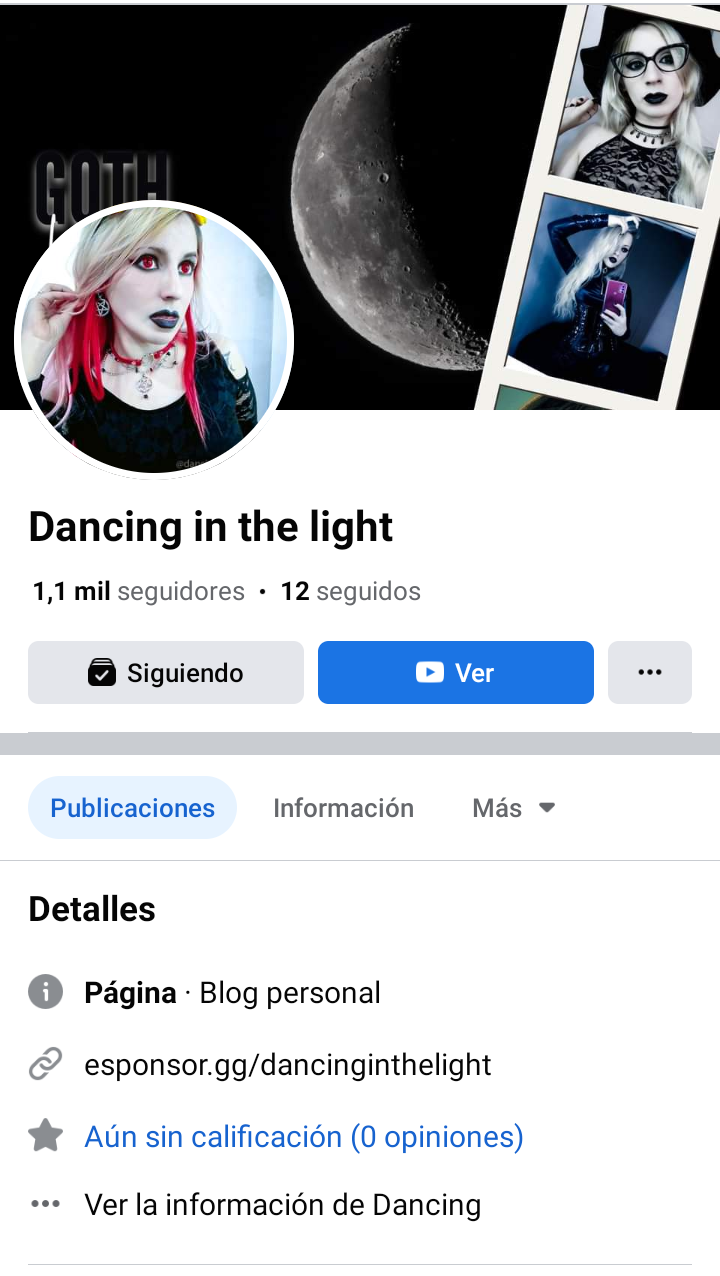 GOTH
Dancing in the light
1,1 mil seguidores • 12 seguidos
Siguiendo
Ver
Publicaciones
Información
Más
Detalles
Página · Blog personal
esponsor.gg/dancinginthelight
Aún sin calificación (0 opiniones)
Ver la información de Dancing